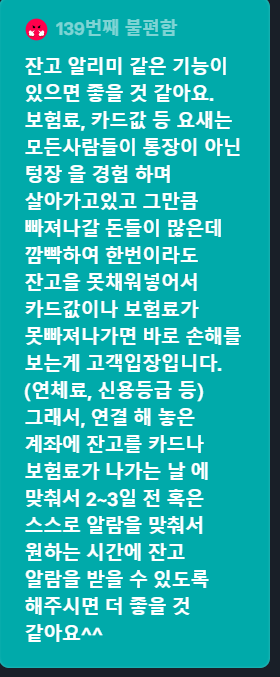 139번째 불편함
잔고 알리미 같은 기능이
있으면 좋을 것 같아요.
보험료, 카드값 등 요새는
모든사람들이 통장이 아닌
텅장 을 경험 하며
살아가고있고 그만큼
빠져나갈 돈들이 많은데
깜빡하여 한번이라도
잔고을 못채워넣어서
카드값이나 보험료가
못빠져나가면 바로 손해를
보는게 고객입장입니다.
(연체료, 신용등급 등)
그래서, 연결 해 놓은
계좌에 잔고를 카드나
보험료가 나가는 날 에
맞춰서 2~3일 전 혹은
스스로 알람을 맞춰서
원하는 시간에 잔고
알람을 받을 수 있도록
해주시면 더 좋을 것
같아요^^